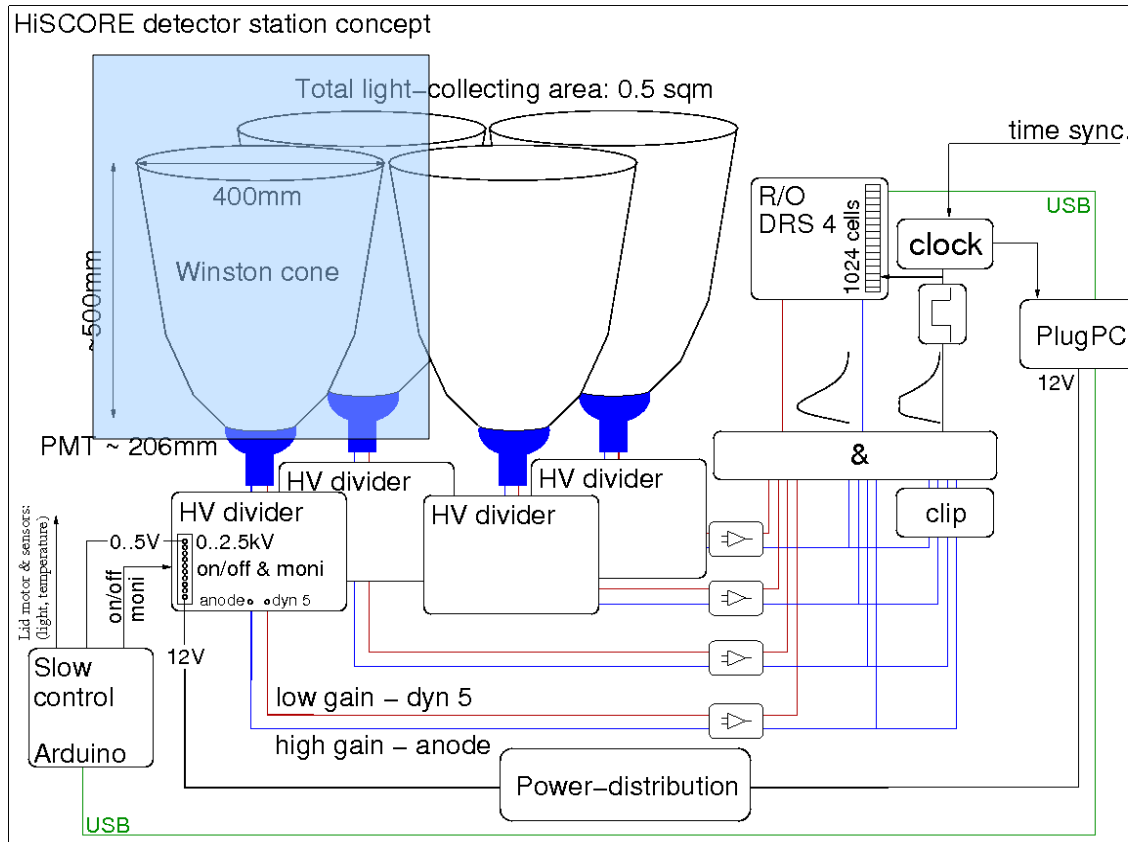 HiSCORE detector station concept
Total light-collecting area: 0.5 sqm
time sync.
400mm
R/O
DRS 4
1024 cells
USB
clock
Winston cone
~500mm
PlugPC
12V
PMT ~ 206mm
&
HV divider
HV divider
HV divider
HV divider
clip
Lid motor & sensors:
(light, temperature)
0..5V
0..2.5kV
on/off & moni
on/off
moni
anode
dyn 5
12V
Slow
control
Arduino
low gain - dyn 5
high gain - anode
Power-distribution
USB